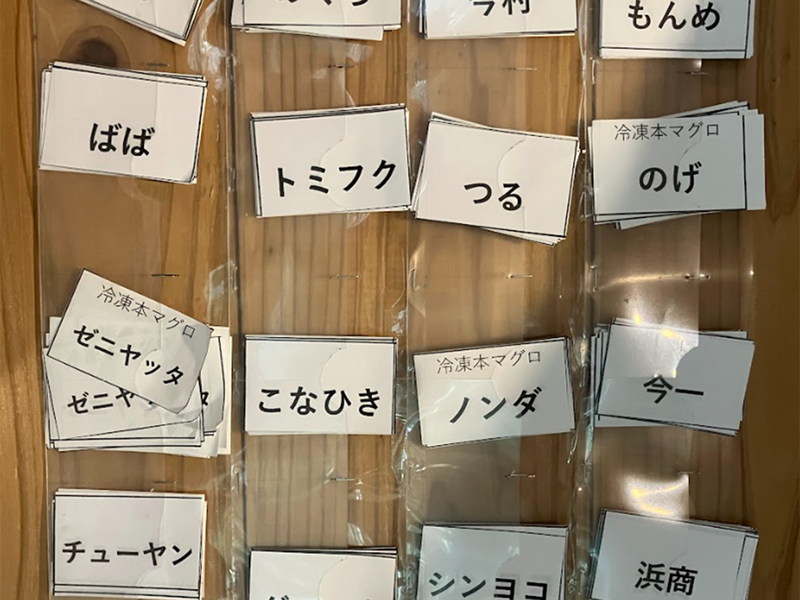 今村
もんめ
ばば
トミフク
つる
冷凍本マグロ
のげ
冷凍本マグロ
ゼニヤッタ
こなひき
冷凍本マグロ
ノンダ
今一
チューヤン
シンヨコ
浜商